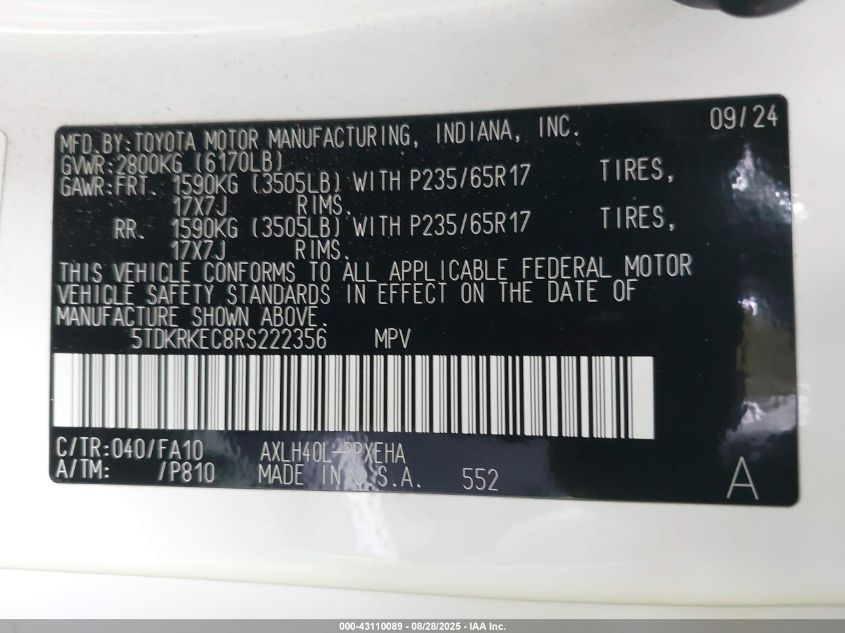 MFD. BY: TOYOTA MOTOR MANUFACTURING, INDIANA, INC. 09/24
GVWR: 2800KG (6170LB)
GAWR: FRT. 1590KG (3505LB) WITH P235/65R17 TIRES,
17X7J RIMS.
RR. 1590KG (3505LB) WITH P235/65R17 TIRES,
17X7J RIMS.
THIS VEHICLE CONFORMS TO ALL APPLICABLE FEDERAL MOTOR
VEHICLE SAFETY STANDARDS IN EFFECT ON THE DATE OF
MANUFACTURE SHOWN ABOVE.
5TDKRKEC8RS222356 MPV
C/TR: 040/FA10 AXLH40L-PPXEHA
A/TM: /P810 MADE IN U.S.A. 552 A
000-43110089 - 08/28/2025 - IAA Inc.